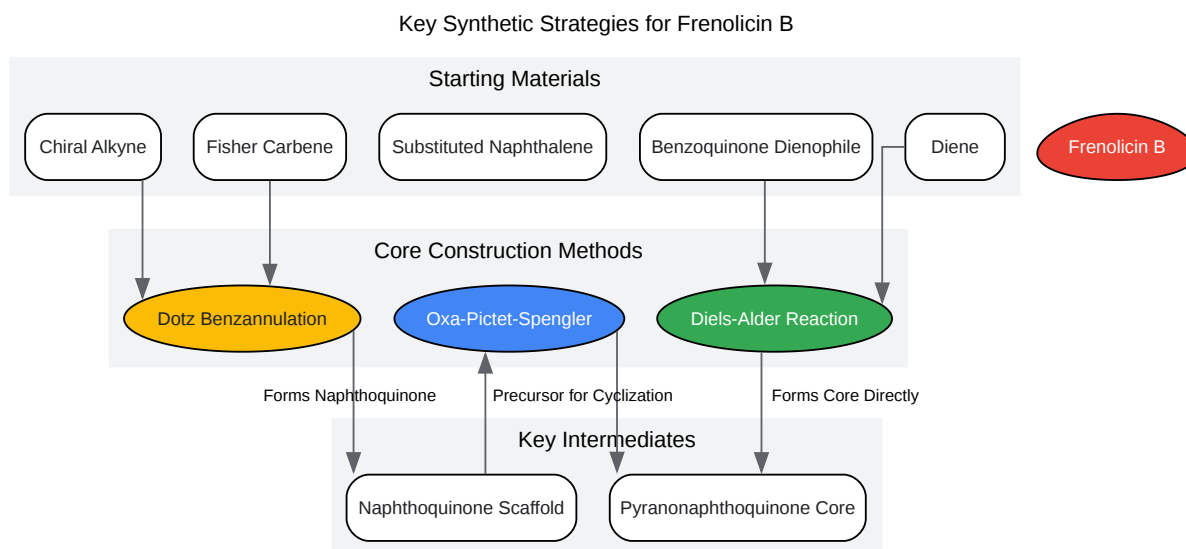 Key Synthetic Strategies for Frenolicin B
Starting Materials
Chiral Alkyne
Fisher Carbene
Substituted Naphthalene
Benzoquinone Dienophile
Diene
Frenolicin B
Core Construction Methods
Dotz Benzannulation
Oxa-Pictet-Spengler
Diels-Alder Reaction
Forms Naphthoquinone
Precursor for Cyclization
Forms Core Directly
Key Intermediates
Naphthoquinone Scaffold
Pyranonaphthoquinone Core